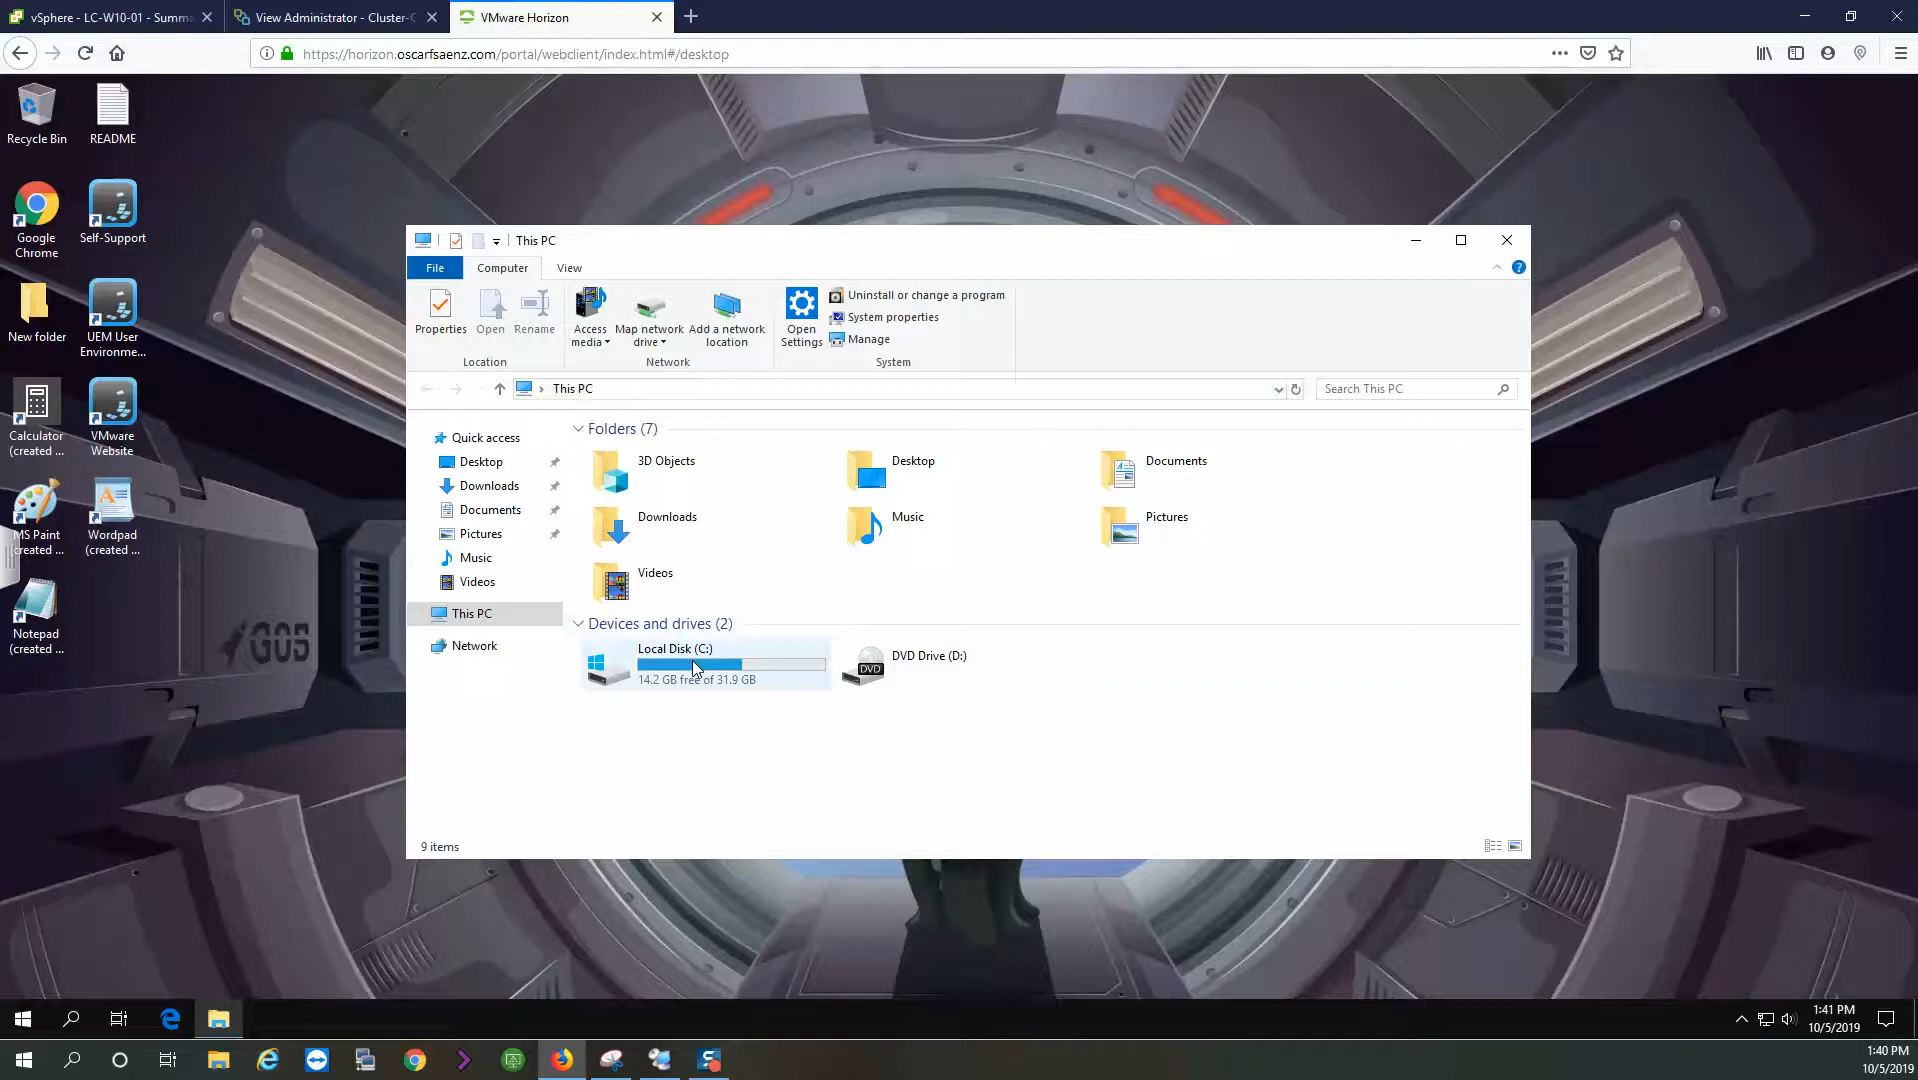 vSphere - LC-W10-01 - Summa
View Administrator - Cluster-C
VMware Horizon
https://horizon.oscarfsaenz.com/portal/webclient/index.html#/desktop
Recycle Bin
README
Google Chrome
Self-Support
New folder
UEM User Environme...
Calculator (created ...
VMware Website
MS Paint (created ...
Wordpad (created ...
Notepad (created ...
G05
This PC
File
Computer
View
Properties
Open
Rename
Location
Access media
Map network drive
Add a network location
Network
Open Settings
Uninstall or change a program
System properties
Manage
System
This PC
Search This PC
Quick access
Desktop
Downloads
Documents
Pictures
Music
Videos
This PC
Network
Folders (7)
3D Objects
Desktop
Documents
Downloads
Music
Pictures
Videos
Devices and drives (2)
Local Disk (C:)
14.2 GB free of 31.9 GB
DVD
DVD Drive (D:)
9 items
1:41 PM
10/5/2019
1:40 PM
10/5/2019